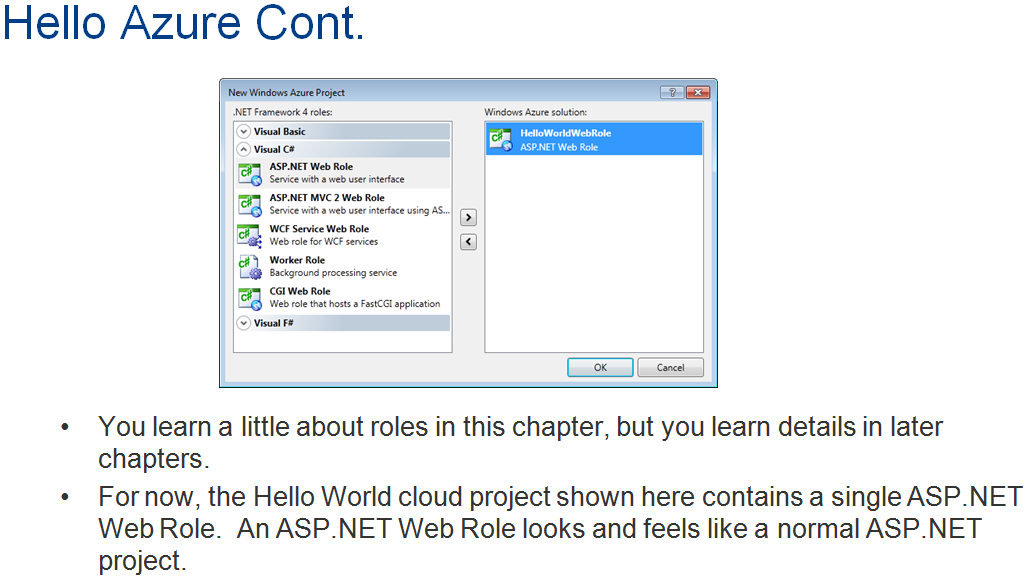 Hello Azure Cont.
New Windows Azure Project
.NET Framework 4 roles:
Visual Basic
Visual C#
ASP.NET Web Role
Service with a web user interface
ASP.NET MVC 2 Web Role
Service with a web user interface using AS...
WCF Service Web Role
Web role for WCF services
Worker Role
Background processing service
CGI Web Role
Web role that hosts a FastCGI application
Visual F#
Windows Azure solution:
HelloWorldWebRole
ASP.NET Web Role
OK
Cancel
• You learn a little about roles in this chapter, but you learn details in later
chapters.
• For now, the Hello World cloud project shown here contains a single ASP.NET
Web Role.  An ASP.NET Web Role looks and feels like a normal ASP.NET
project.